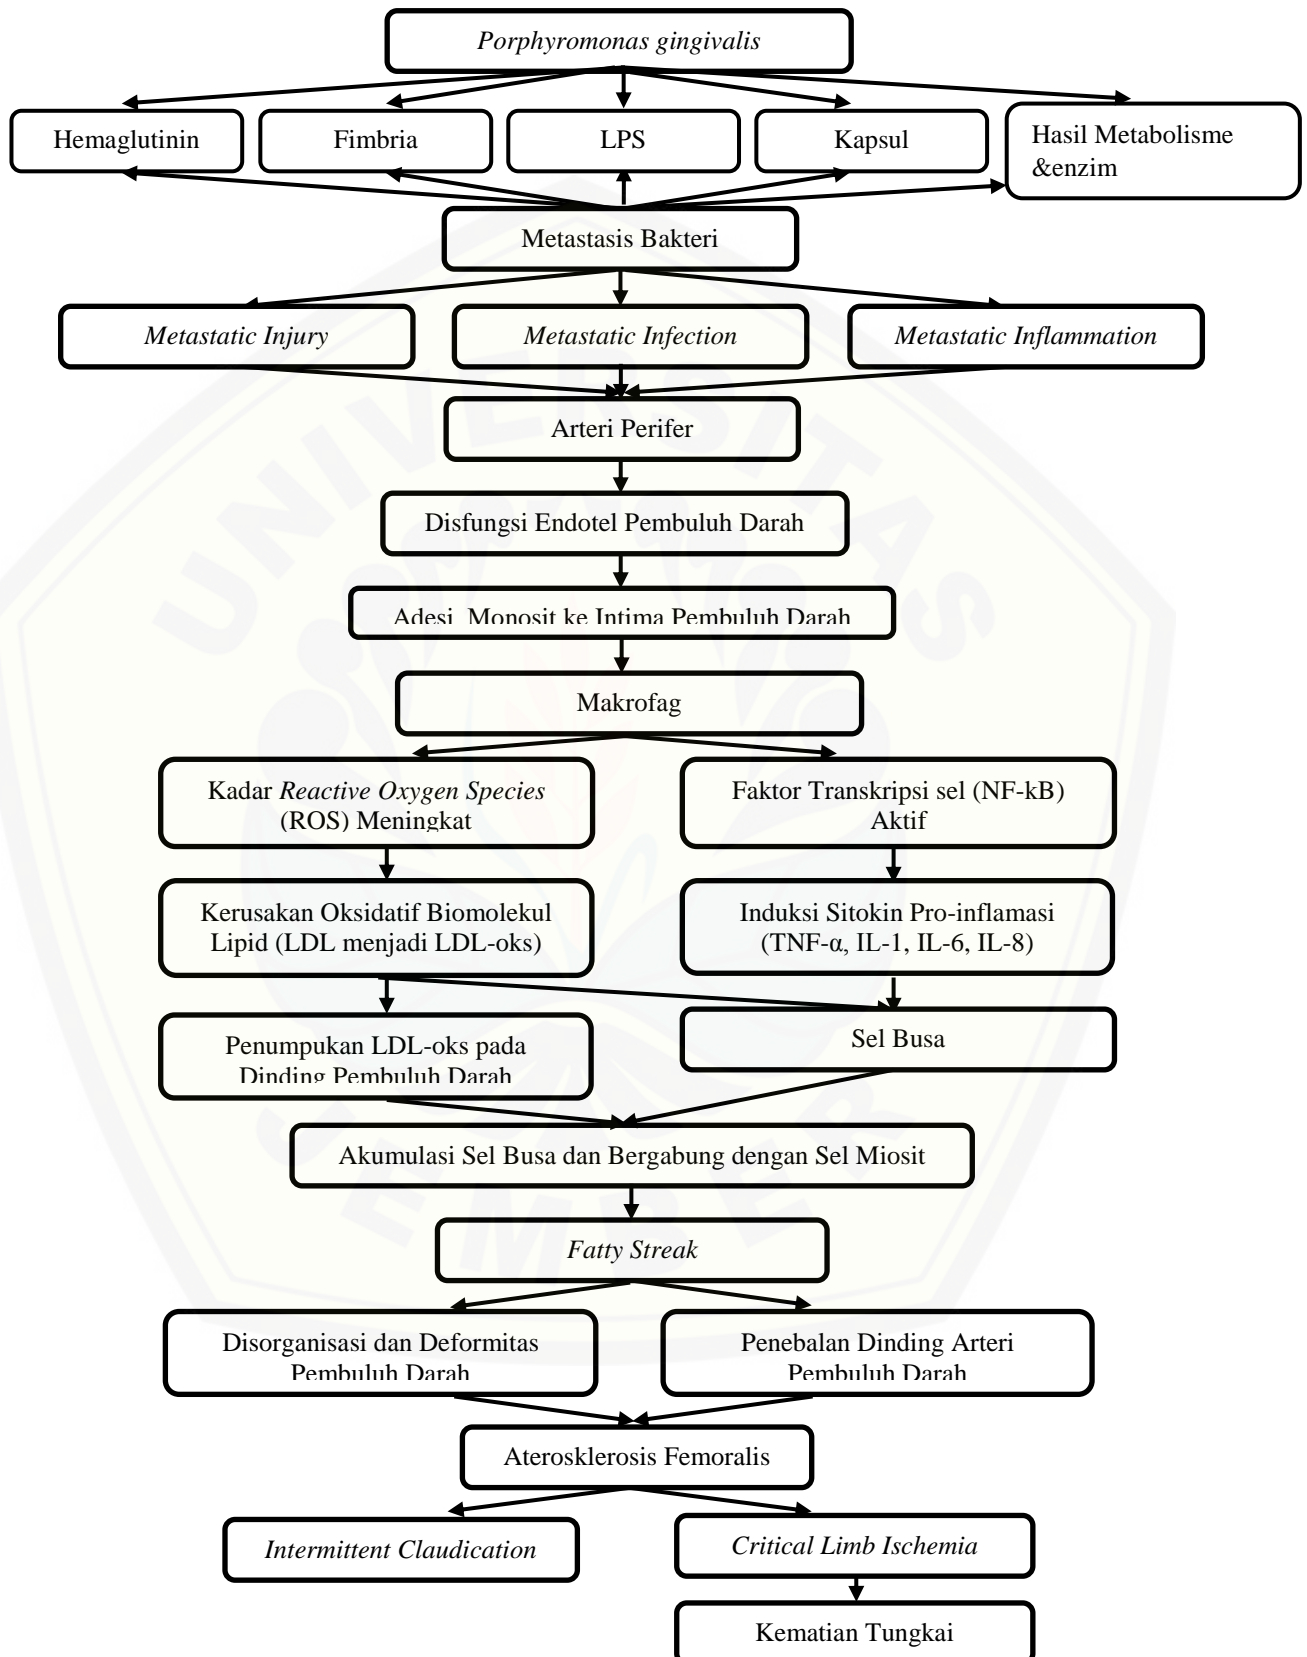 Porphyromonas gingivalis
Hemaglutinin
Fimbria
LPS
Kapsul
Hasil Metabolisme
&enzim
Metastasis Bakteri
Metastatic Injury
Metastatic Infection
Metastatic Inflammation
Arteri Perifer
Disfungsi Endotel Pembuluh Darah
Adesi Monosit ke Intima Pembuluh Darah
Makrofag
Kadar Reactive Oxygen Species
(ROS) Meningkat
Faktor Transkripsi sel (NF-kB)
Aktif
Kerusakan Oksidatif Biomolekul
Lipid (LDL menjadi LDL-oks)
Induksi Sitokin Pro-inflamasi
(TNF-α, IL-1, IL-6, IL-8)
Penumpukan LDL-oks pada
Dinding Pembuluh Darah
Sel Busa
Akumulasi Sel Busa dan Bergabung dengan Sel Miosit
Fatty Streak
Disorganisasi dan Deformitas
Pembuluh Darah
Penebalan Dinding Arteri
Pembuluh Darah
Aterosklerosis Femoralis
Intermittent Claudication
Critical Limb Ischemia
Kematian Tungkai
UNIVERSITAS
JEMBER